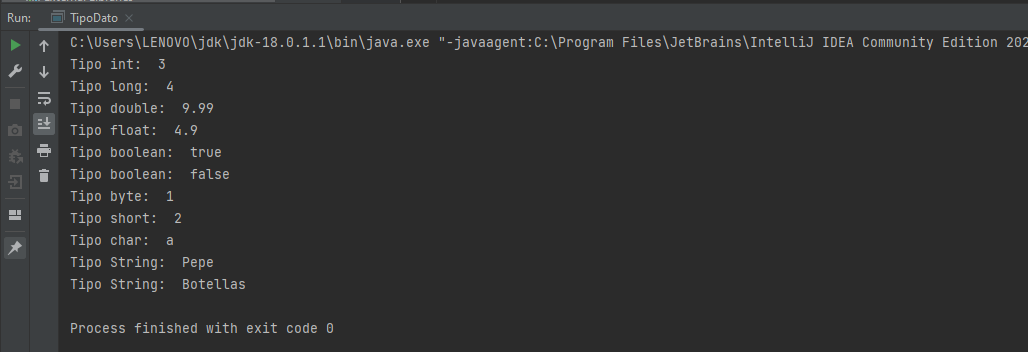 Run: TipoDato
C:\Users\LENOVO\jdk\jdk-18.0.1.1\bin\java.exe "-javaagent:C:\Program Files\JetBrains\IntelliJ IDEA Community Edition 202
Tipo int:  3
Tipo long:  4
Tipo double:  9.99
Tipo float:  4.9
Tipo boolean:  true
Tipo boolean:  false
Tipo byte:  1
Tipo short:  2
Tipo char:  a
Tipo String:  Pepe
Tipo String:  Botellas
Process finished with exit code 0